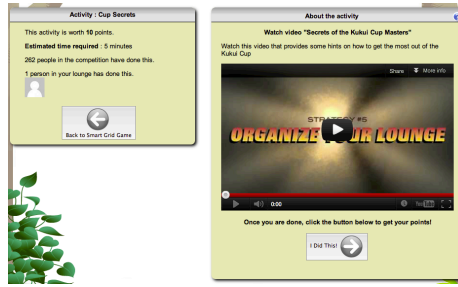 Activity : Cup Secrets
This activity is worth 10 points.
Estimated time required : 5 minutes
262 people in the competition have done this.
1 person in your lounge has done this.
Back to Smart Grid Game
About the activity
Watch video "Secrets of the Kukui Cup Masters"
Watch this video that provides some hints on how to get the most out of the
Kukui Cup
Share More info
STRATEGY #5
ORGANIZE YOUR LOUNGE
0:00
YouTube
Once you are done, click the button below to get your points!
I Did This!